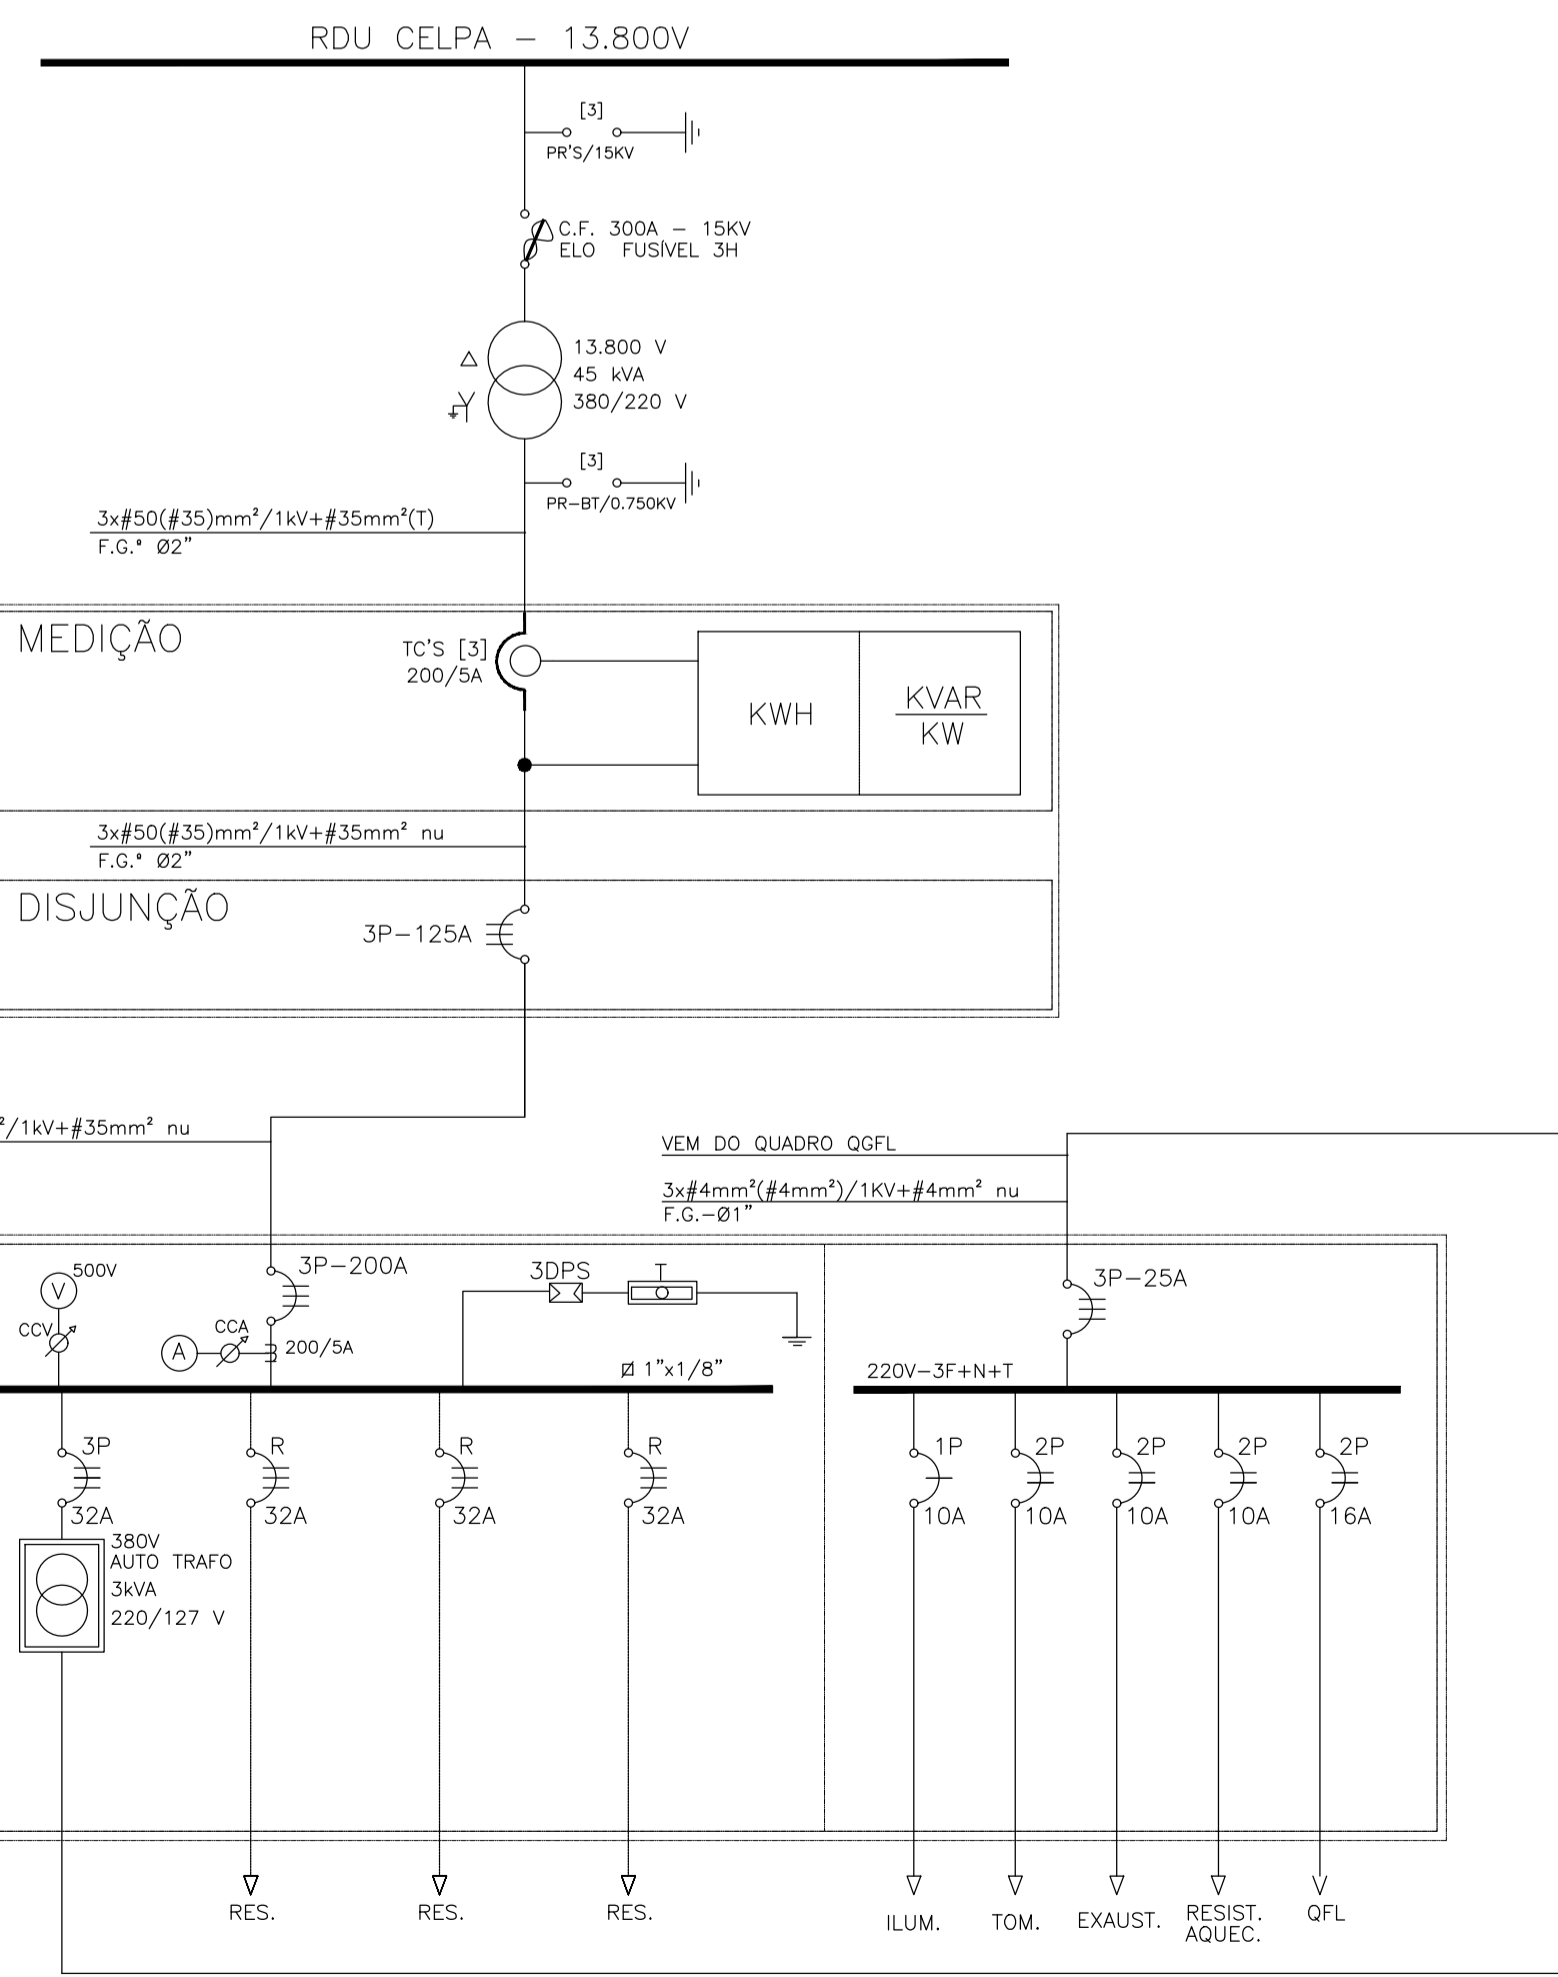 RDU CELPA - 13.800V
[3]
PR'S/15KV
C.F. 300A - 15KV
ELO FUSÍVEL 3H
13.800 V
45 kVA
380/220 V
[3]
PR-BT/0.750KV
3x#50(#35)mm²/1kV+#35mm²(T)
F.G.º Ø2"
MEDIÇÃO
TC'S [3]
200/5A
KWH
KVAR
KW
3x#50(#35)mm²/1kV+#35mm² nu
F.G.º Ø2"
DISJUNÇÃO
3P-125A
²/1kV+#35mm² nu
VEM DO QUADRO QGFL
3x#4mm²(#4mm²)/1KV+#4mm² nu
F.G.-Ø1"
500V
V
CCV
3P-200A
CCA
A
200/5A
3DPS
T
1"x1/8"
3P-25A
220V-3F+N+T
3P
32A
R
32A
R
32A
R
32A
1P
10A
2P
10A
2P
10A
2P
10A
2P
16A
380V
AUTO TRAFO
3kVA
220/127 V
RES.
RES.
RES.
ILUM.
TOM.
EXAUST.
RESIST.
AQUEC.
QFL